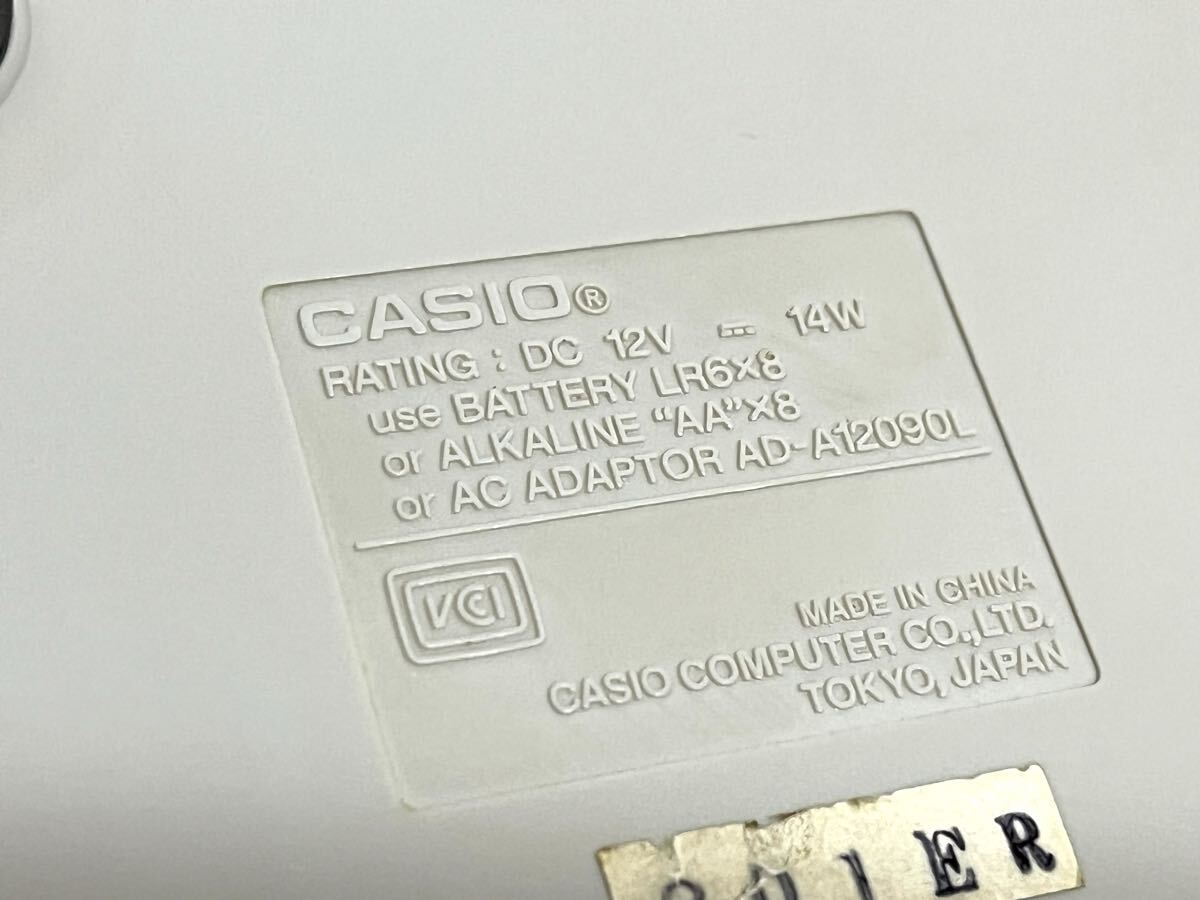 CASIO®
RATING : DC 12V ⎓ 14W
use BATTERY LR6×8
or ALKALINE "AA"×8
or AC ADAPTOR AD-A12090L
VCI
MADE IN CHINA
CASIO COMPUTER CO.,LTD.
TOKYO, JAPAN